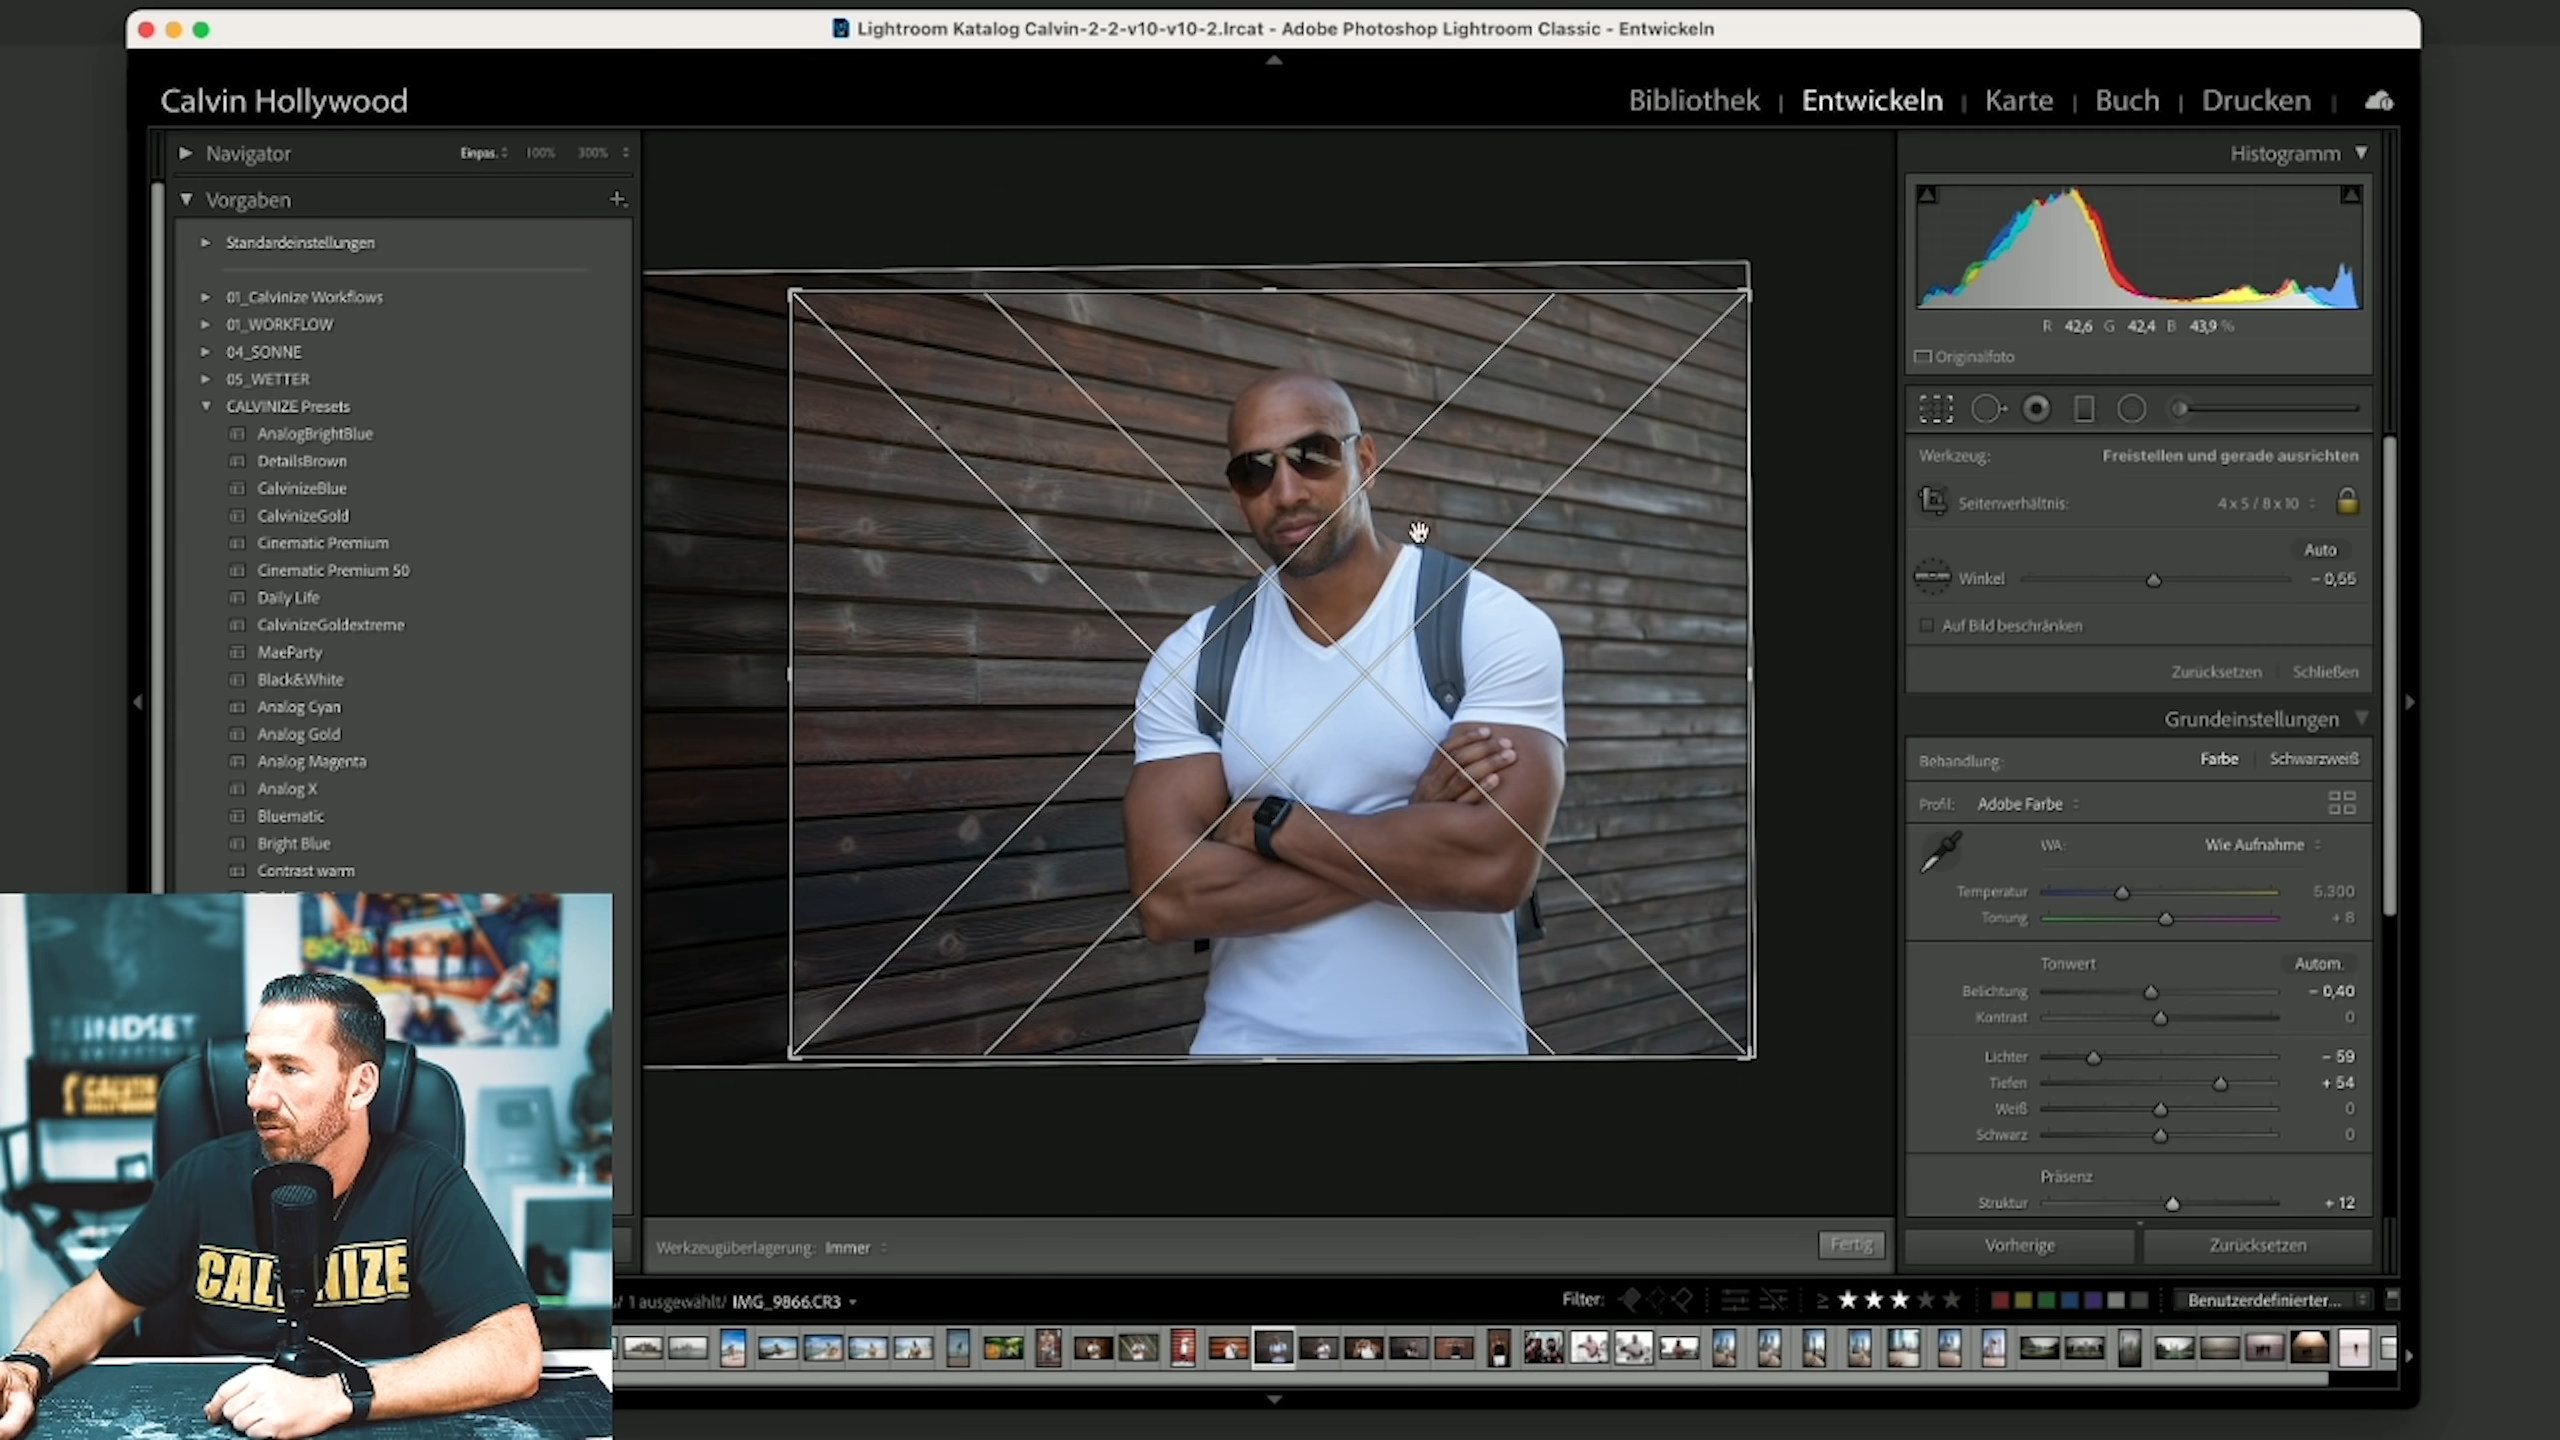 Lightroom Katalog Calvin-2-2-v10-v10-2.lrcat - Adobe Photoshop Lightroom Classic - Entwickeln
Calvin Hollywood
Bibliothek | Entwickeln | Karte | Buch | Drucken |
Navigator Einpas. 100% 300%
Vorgaben
Standardeinstellungen
01_Calvinize Workflows
01_WORKFLOW
04_SONNE
05_WETTER
CALVINIZE Presets
AnalogBrightBlue
DetailsBrown
CalvinizeBlue
CalvinizeGold
Cinematic Premium
Cinematic Premium 50
Daily Life
CalvinizeGoldextreme
MaeParty
Black&White
Analog Cyan
Analog Gold
Analog Magenta
Analog X
Bluematic
Bright Blue
Contrast warm
Histogramm
R 42,6 G 42,4 B 43,9 %
Originalfoto
Werkzeug: Freistellen und gerade ausrichten
Seitenverhältnis: 4 x 5 / 8 x 10
Auto
Winkel - 0,55
Auf Bild beschränken
Zurücksetzen Schließen
Grundeinstellungen
Behandlung: Farbe Schwarzweiß
Profil: Adobe Farbe
WA: Wie Aufnahme
Temperatur 5.300
Tonung + 8
Tonwert Autom.
Belichtung - 0,40
Kontrast 0
Lichter - 59
Tiefen + 54
Weiß 0
Schwarz 0
Präsenz
Struktur + 12
Vorherige Zurücksetzen
Werkzeugüberlagerung: Immer Fertig
/ 1 ausgewählt/ IMG_9866.CR3
Filter: ≥ Benutzerdefinierter...
MINDSET
CALVIN
HOLLYWOOD